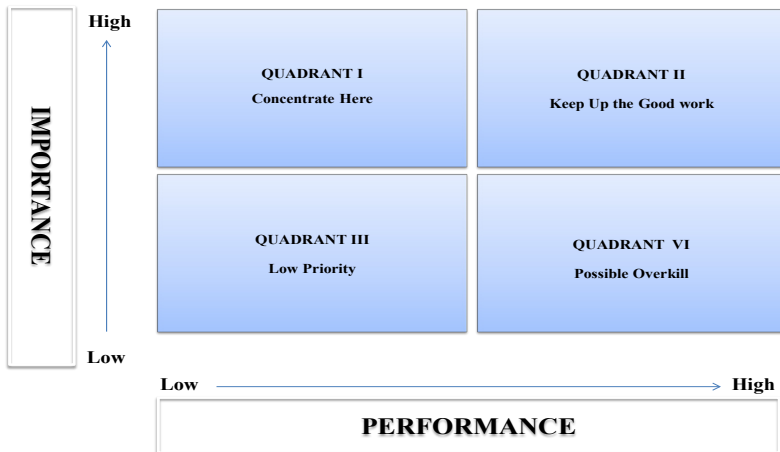 High
QUADRANT I
Concentrate Here
QUADRANT II
Keep Up the Good work
IMPORTANCE
QUADRANT III
Low Priority
QUADRANT VI
Possible Overkill
Low
Low
High
PERFORMANCE